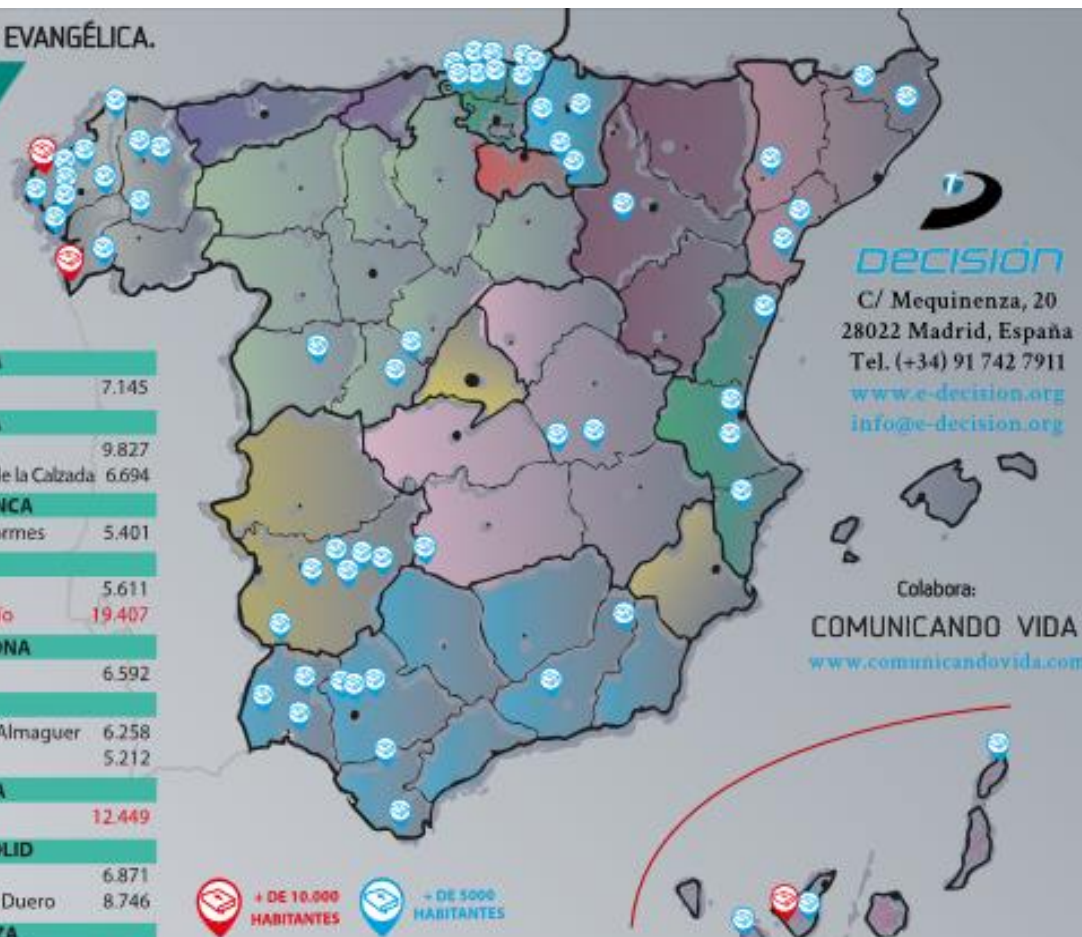 EVANGÉLICA.
A
7.145
A
9.827
de la Calzada 6.694
NCA
ormes 5.401
5.611
ío 19.407
ONA
6.592
Almaguer 6.258
5.212
A
12.449
OLID
6.871
Duero 8.746
ZA
DECISIÓN
C/ Mequinenza, 20
28022 Madrid, España
Tel. (+34) 91 742 7911
www.e-decision.org
info@e-decision.org
Colabora:
COMUNICANDO VIDA
www.comunicandovida.com
+ DE 10.000
HABITANTES
+ DE 5000
HABITANTES